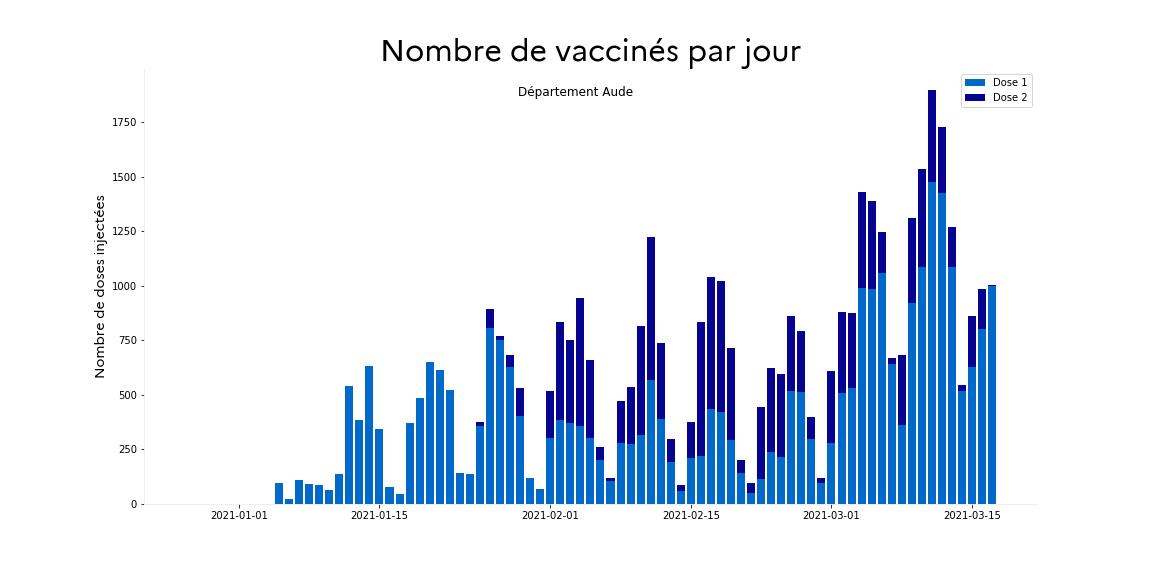 Nombre de vaccinés par jour
Département Aude
Dose 1
Dose 2
Nombre de doses injectées
1750
1500
1250
1000
750
500
250
0
2021-01-01 2021-01-15 2021-02-01 2021-02-15 2021-03-01 2021-03-15